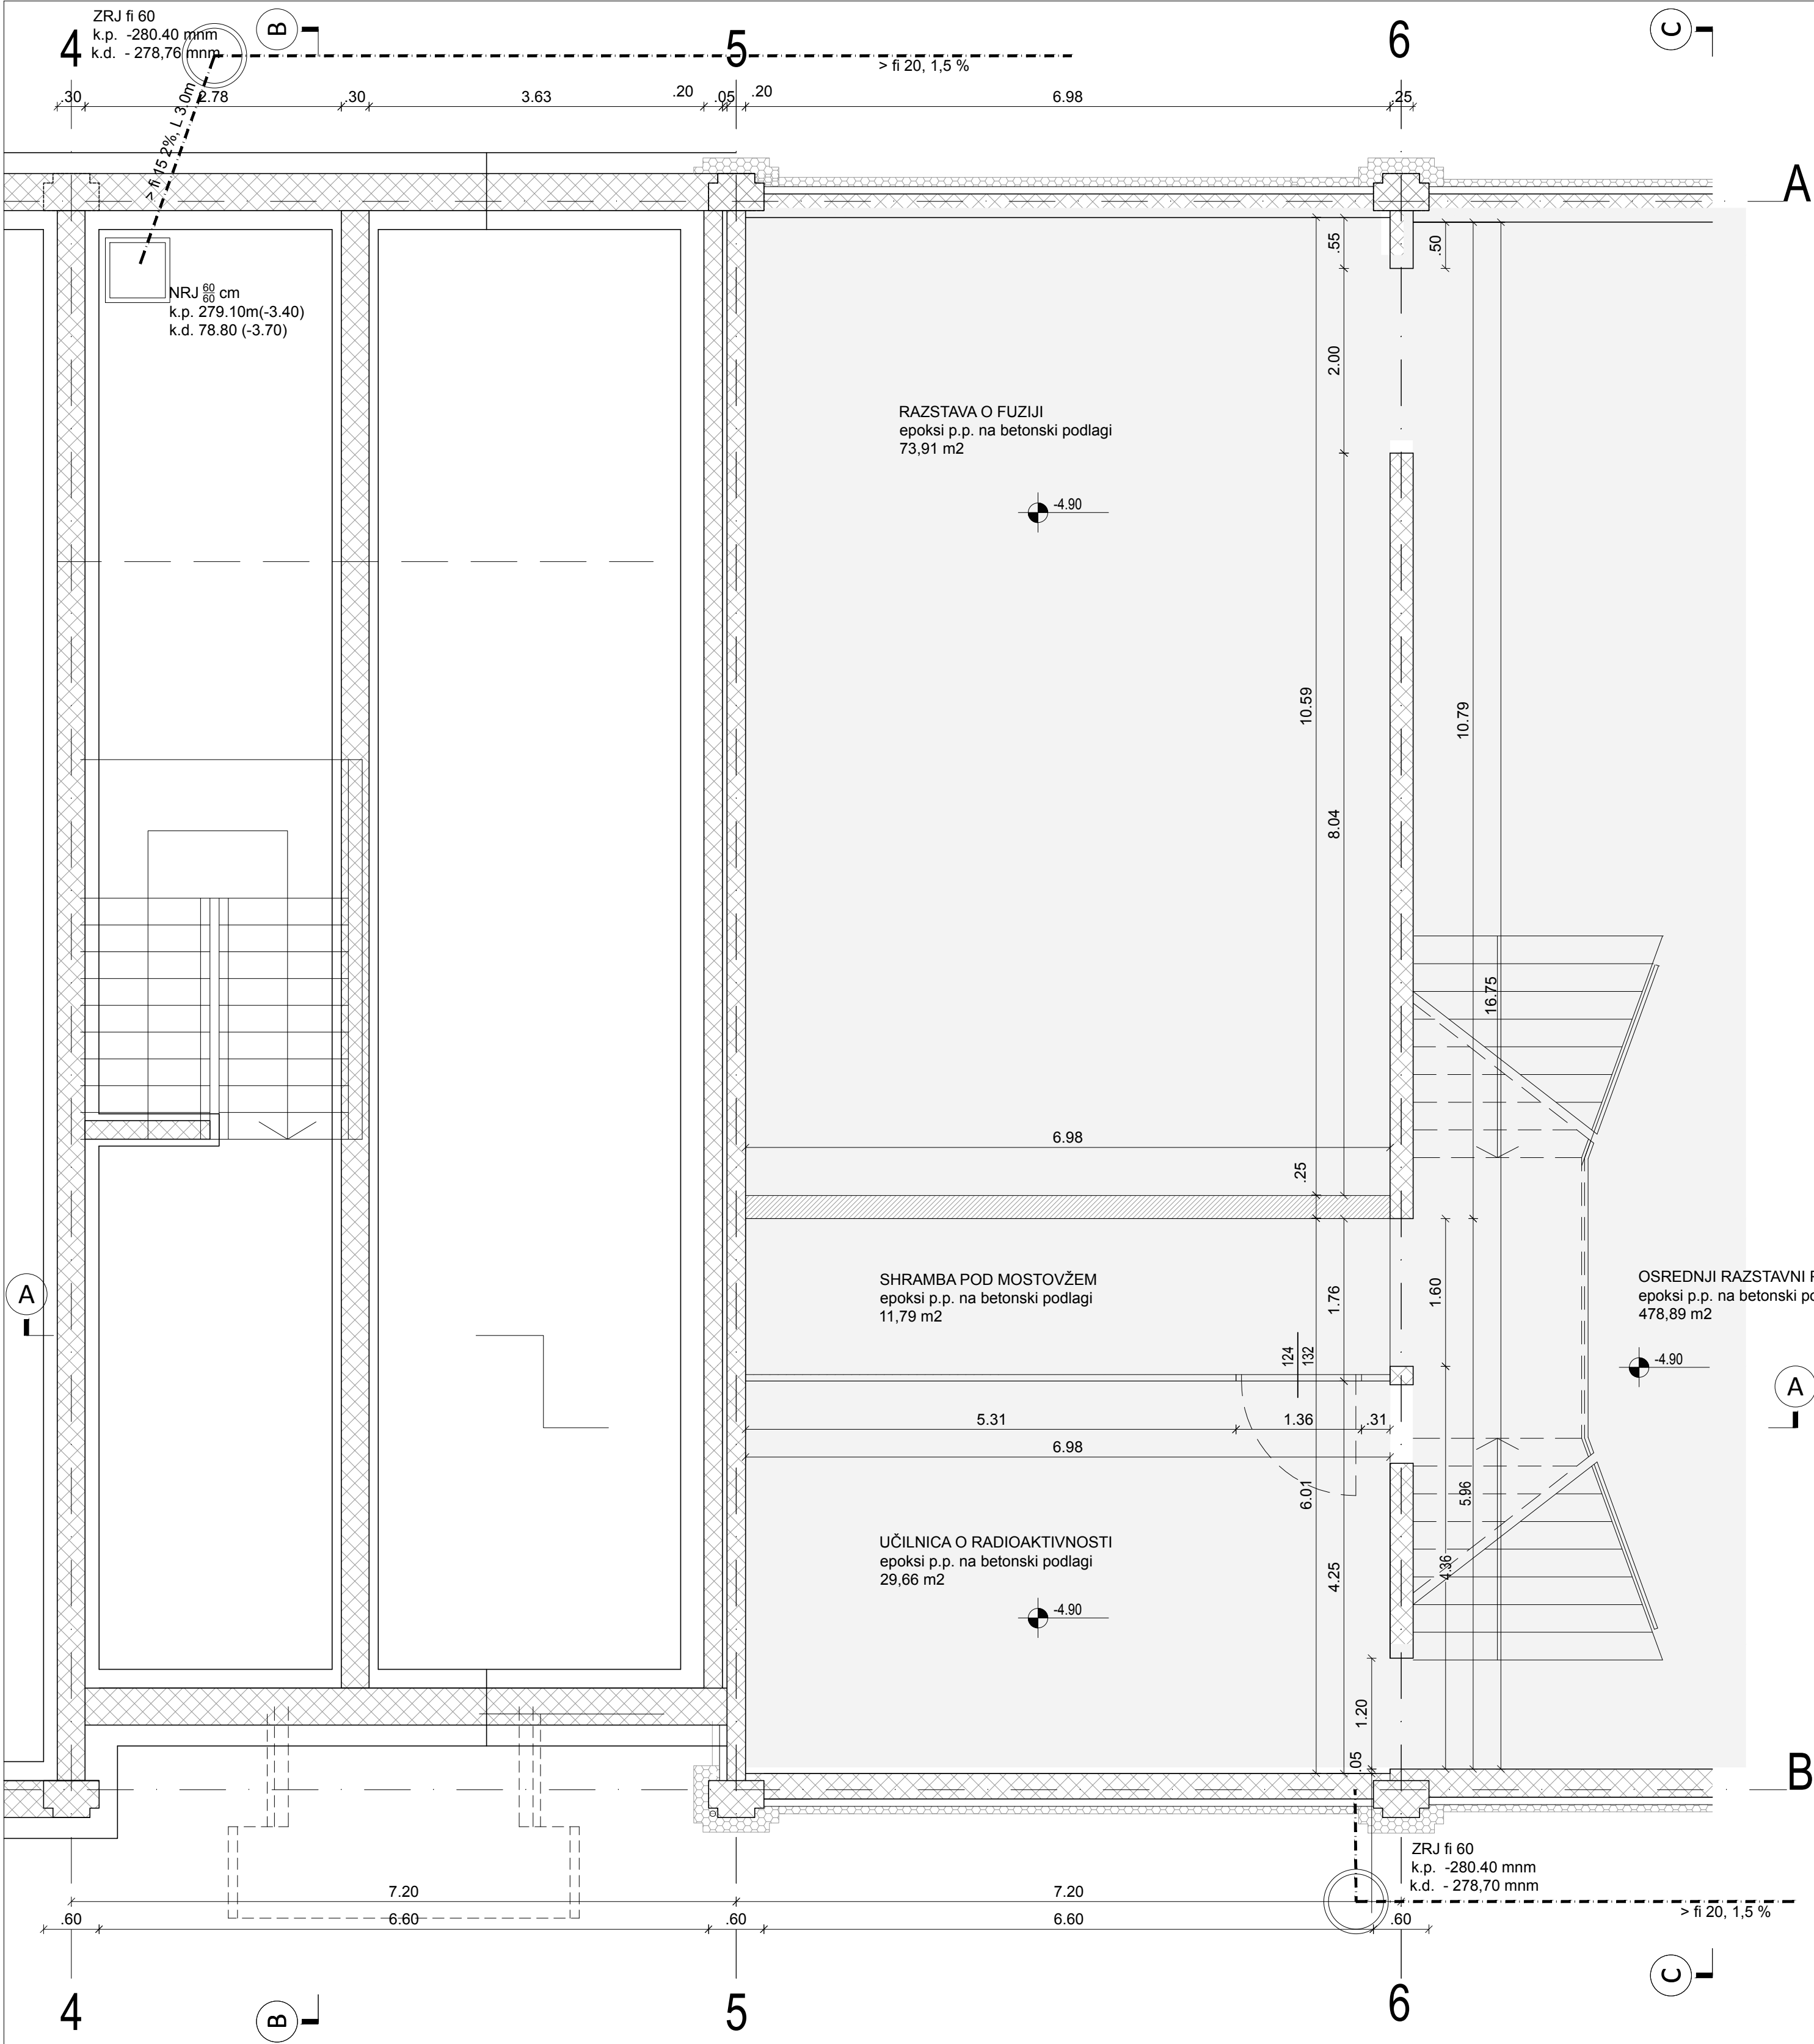 ZRJ fi 60
k.p. -280.40 mnm
k.d. - 278,76 mnm
4
B
5
6
C
> fi 20, 1,5 %
.30
2.78
.30
3.63
.20
.05
.20
6.98
.25
> fi 15 2%, L 3.0m
A
NRJ 60/60 cm
k.p. 279.10m(-3.40)
k.d. 78.80 (-3.70)
.55
.50
2.00
RAZSTAVA O FUZIJI
epoksi p.p. na betonski podlagi
73,91 m2
-4.90
10.59
10.79
8.04
16.75
6.98
.25
SHRAMBA POD MOSTOVŽEM
epoksi p.p. na betonski podlagi
11,79 m2
1.76
1.60
OSREDNJI RAZSTAVNI
epoksi p.p. na betonski po
478,89 m2
-4.90
A
A
124
132
5.31
1.36
.31
6.98
6.01
5.96
UČILNICA O RADIOAKTIVNOSTI
epoksi p.p. na betonski podlagi
29,66 m2
4.25
4.36
-4.90
1.20
.05
B
ZRJ fi 60
k.p. -280.40 mnm
k.d. - 278,70 mnm
> fi 20, 1,5 %
7.20
7.20
.60
6.60
.60
6.60
.60
4
B
5
6
C